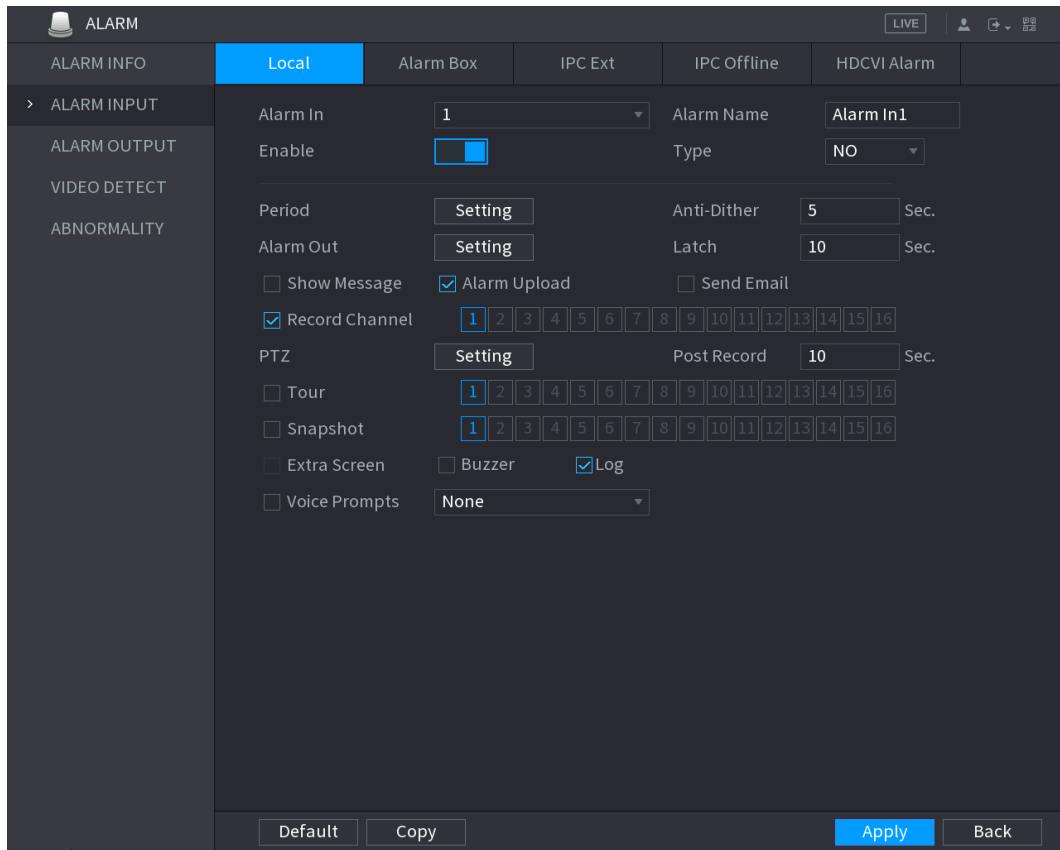 ALARM LIVE
ALARM INFO
ALARM INPUT
ALARM OUTPUT
VIDEO DETECT
ABNORMALITY
Local Alarm Box IPC Ext IPC Offline HDCVI Alarm
Alarm In 1 Alarm Name Alarm In1
Enable Type NO
Period Setting Anti-Dither 5 Sec.
Alarm Out Setting Latch 10 Sec.
Show Message Alarm Upload Send Email
Record Channel 1 2 3 4 5 6 7 8 9 10 11 12 13 14 15 16
PTZ Setting Post Record 10 Sec.
Tour 1 2 3 4 5 6 7 8 9 10 11 12 13 14 15 16
Snapshot 1 2 3 4 5 6 7 8 9 10 11 12 13 14 15 16
Extra Screen Buzzer Log
Voice Prompts None
Default Copy Apply Back